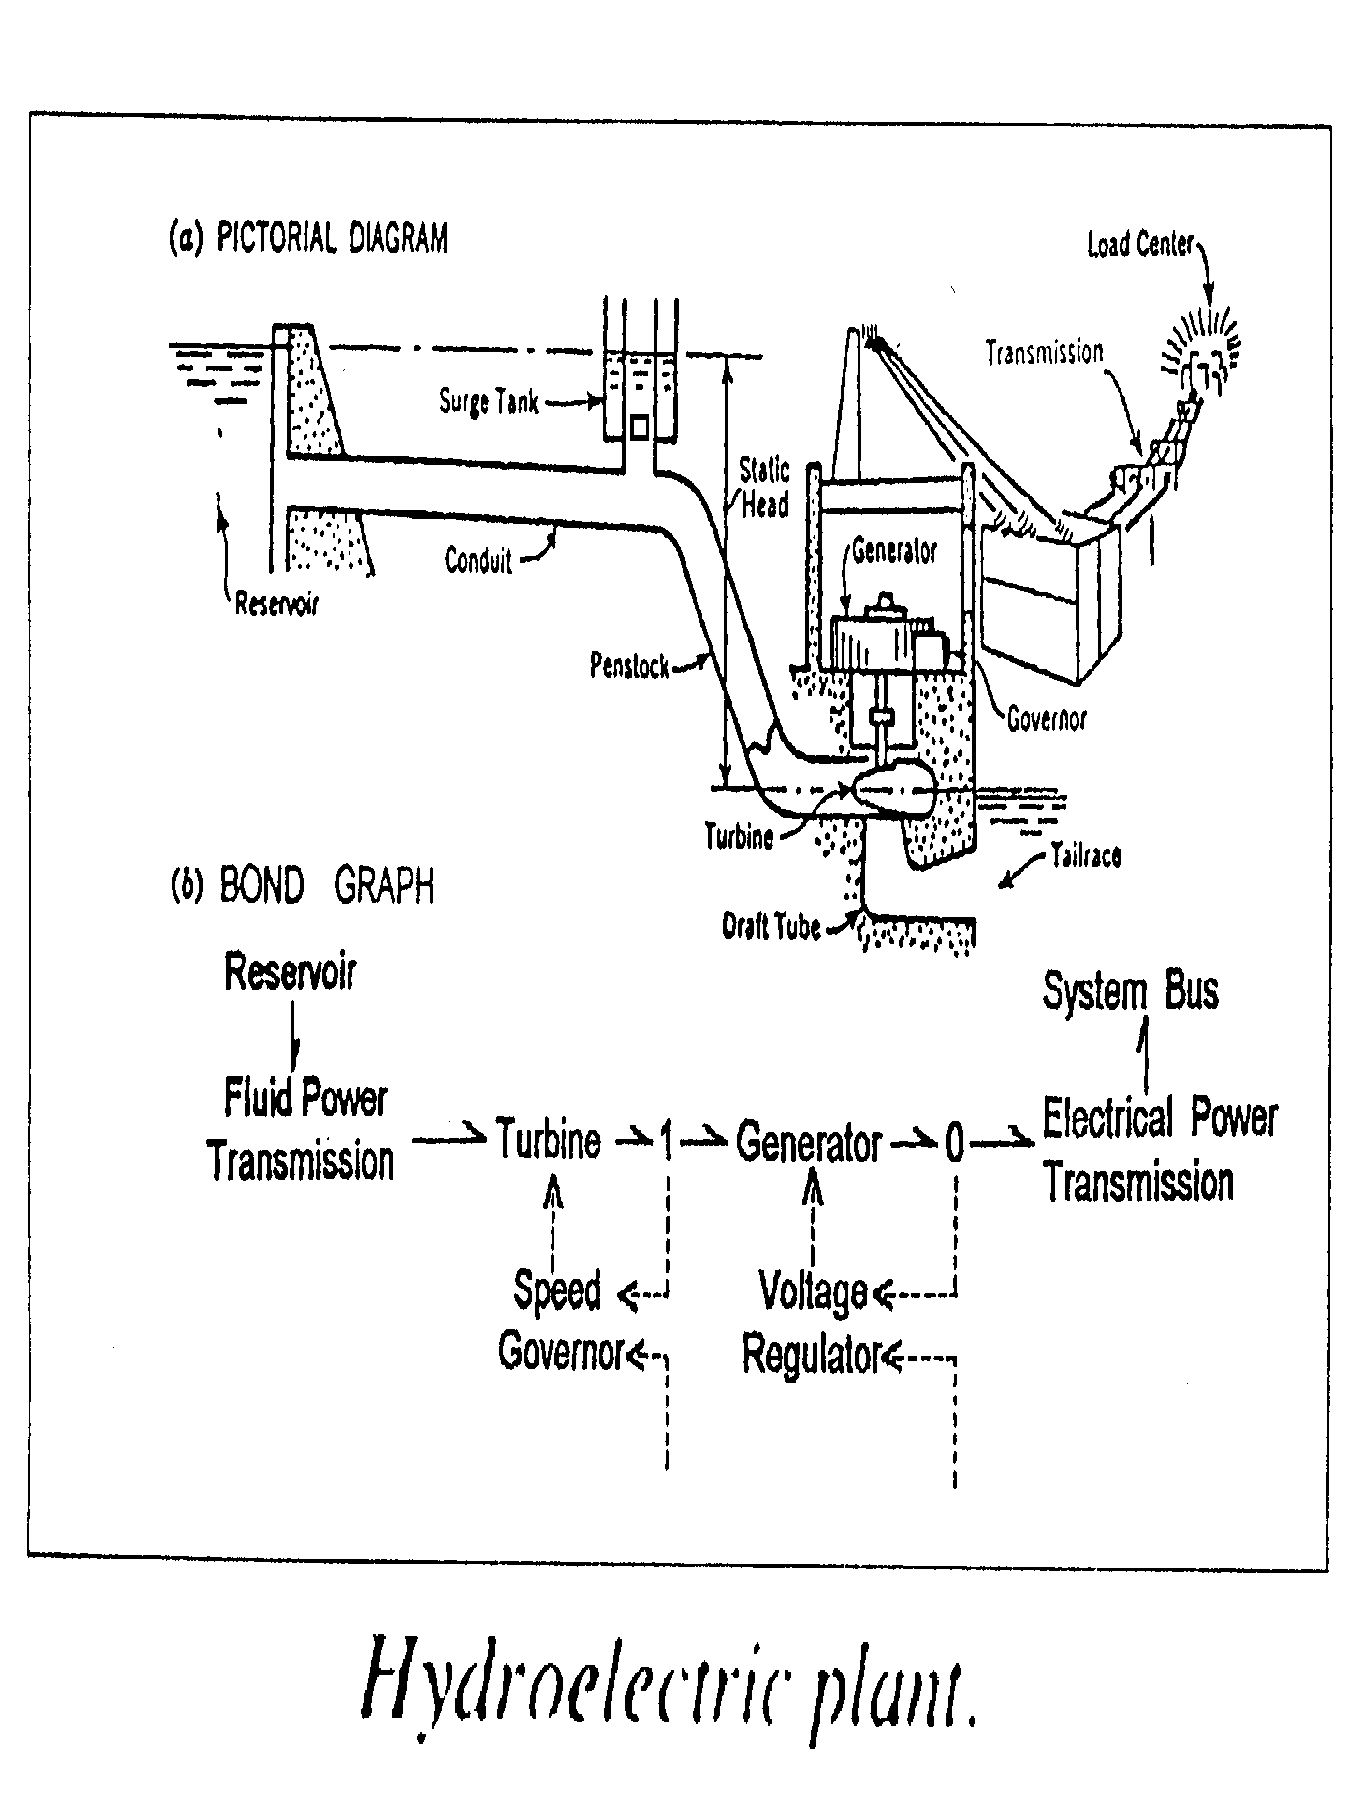 (a) PICTORIAL DIAGRAM
Load Center
Transmission
Surge Tank
Static
Head
Generator
Conduit
Reservoir
Penstock
Governor
Turbine
Tailrace
Draft Tube
(b) BOND GRAPH
Reservoir
System Bus
Fluid Power
Transmission
Turbine 1 Generator 0
Electrical Power
Transmission
Speed
Governor
Voltage
Regulator
Hydroelectric plant.